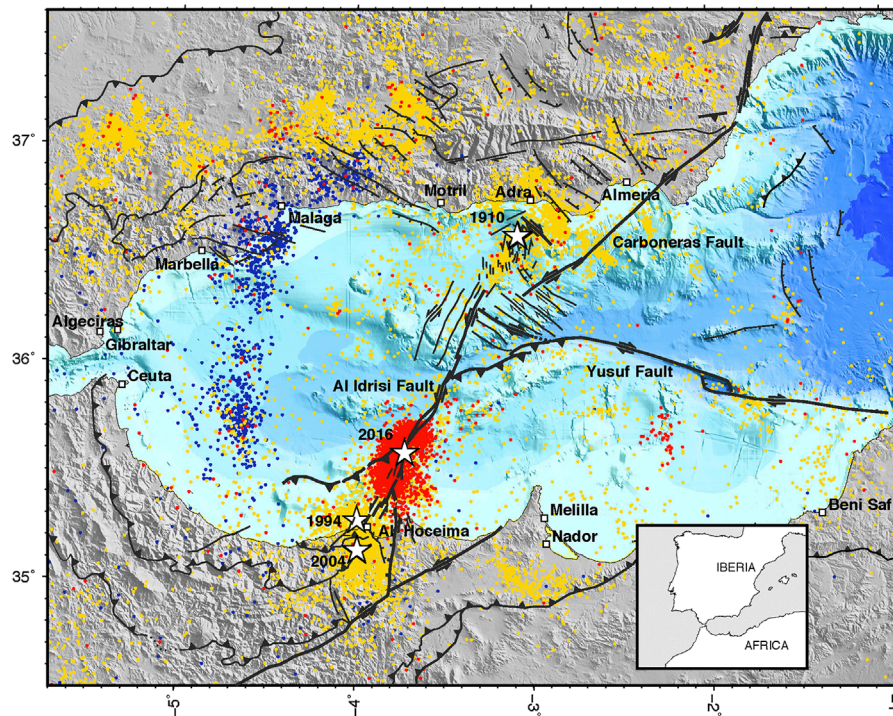 37°
Motril
Adra
Almería
1910
Malaga
Carboneras Fault
Marbella
Algeciras
Gibraltar
36°
Ceuta
Al Idrisi Fault
Yusuf Fault
2016
1994
Al-Hoceima
Melilla
Beni Saf
Nador
2004
35°
IBERIA
AFRICA
-5°
-4°
-3°
-2°